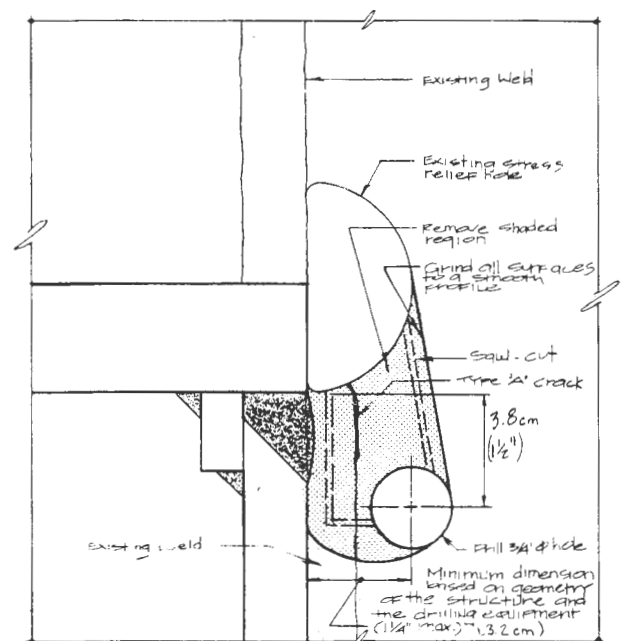 Existing Weld
Existing stress
relief hole
Remove shaded
region
Grind all surfaces
to a smooth
profile
Saw-cut
Type 'A' crack
3.8cm
(1½")
Existing weld
Drill 3/4" Φ hole
Minimum dimension
based on geometry
of the structure and
the drilling equipment
(1¼" max.) (3.2cm)